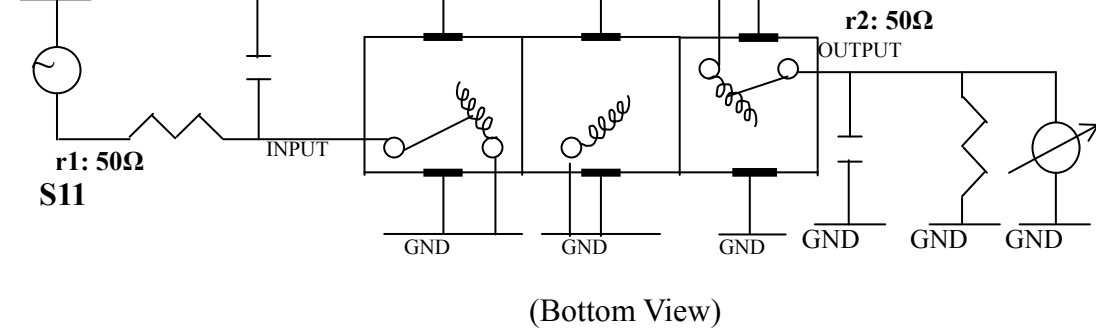 r2: 50Ω
OUTPUT
INPUT
r1: 50Ω
S11
GND
GND
GND
GND
GND
GND
(Bottom View)